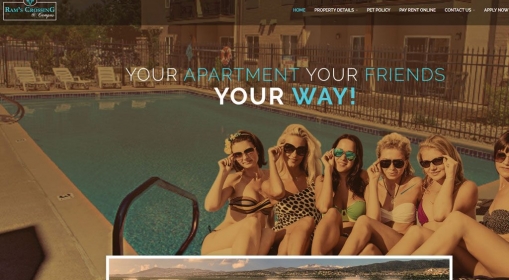 RAM'S CROSSING
@ Campus
HOME PROPERTY DETAILS PET POLICY PAY RENT ONLINE CONTACT US APPLY NOW
YOUR APARTMENT YOUR FRIENDS
YOUR WAY!